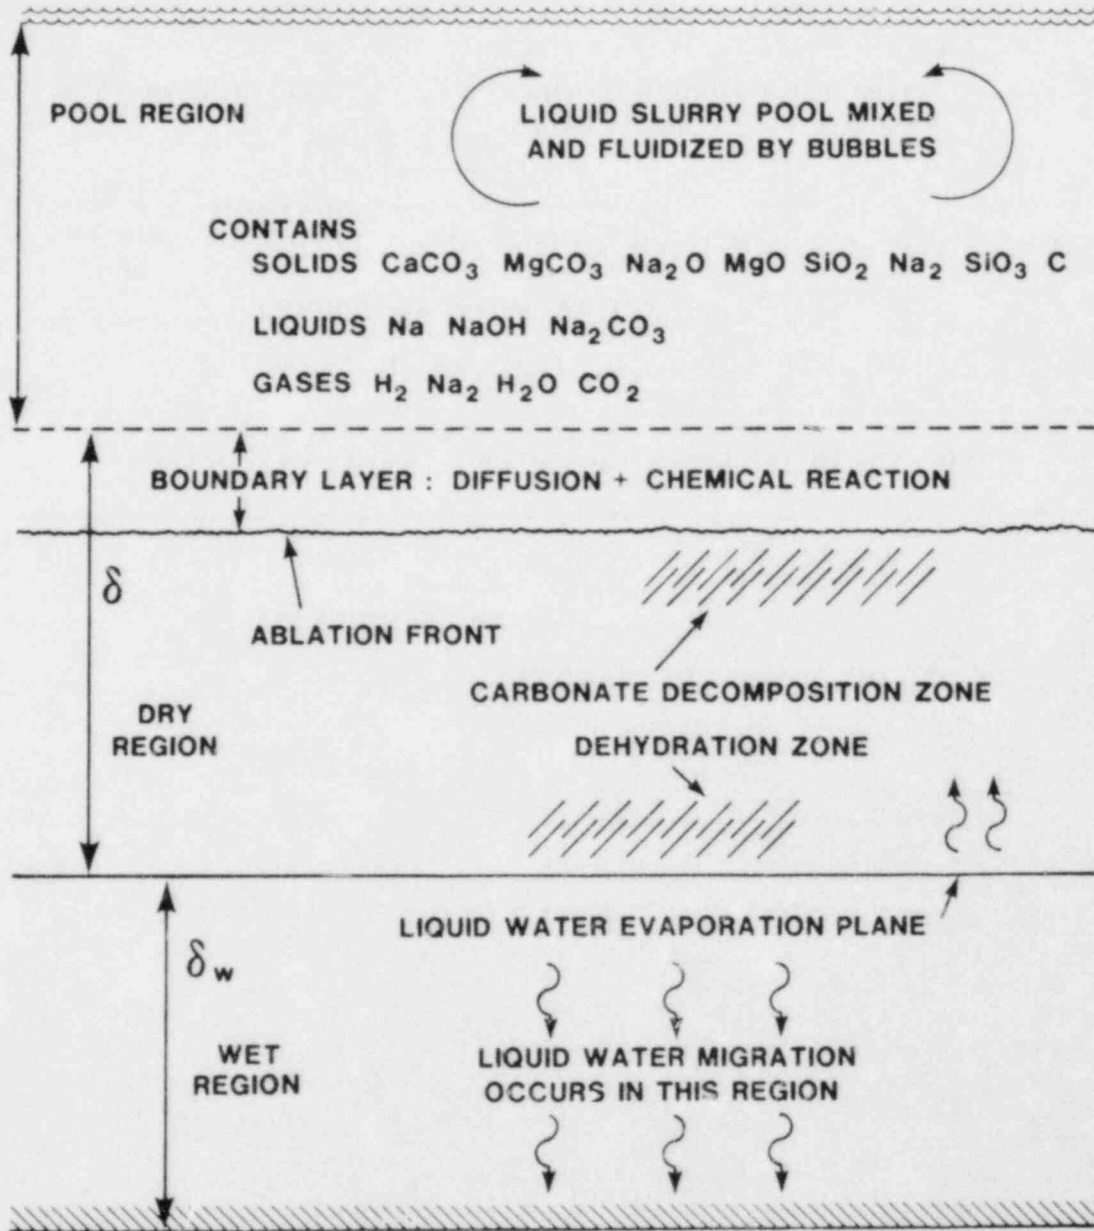 POOL REGION
LIQUID SLURRY POOL MIXED
AND FLUIDIZED BY BUBBLES
CONTAINS
SOLIDS CaCO₃ MgCO₃ Na₂O MgO SiO₂ Na₂ SiO₃ C
LIQUIDS Na NaOH Na₂CO₃
GASES H₂ Na₂ H₂O CO₂
BOUNDARY LAYER : DIFFUSION + CHEMICAL REACTION
δ
ABLATION FRONT
CARBONATE DECOMPOSITION ZONE
DRY
REGION
DEHYDRATION ZONE
LIQUID WATER EVAPORATION PLANE
δw
WET
REGION
LIQUID WATER MIGRATION
OCCURS IN THIS REGION